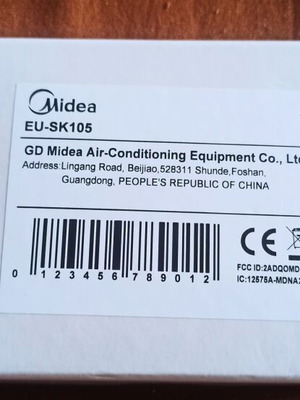 Midea
EU-SK105
GD Midea Air-Conditioning Equipment Co., Ltd
Address:Lingang Road, Beijiao,528311 Shunde,Foshan,
Guangdong, PEOPLE'S REPUBLIC OF CHINA
0 123456 789012
CE
FCC ID:2ADQOMD
IC:12575A-MDNA2